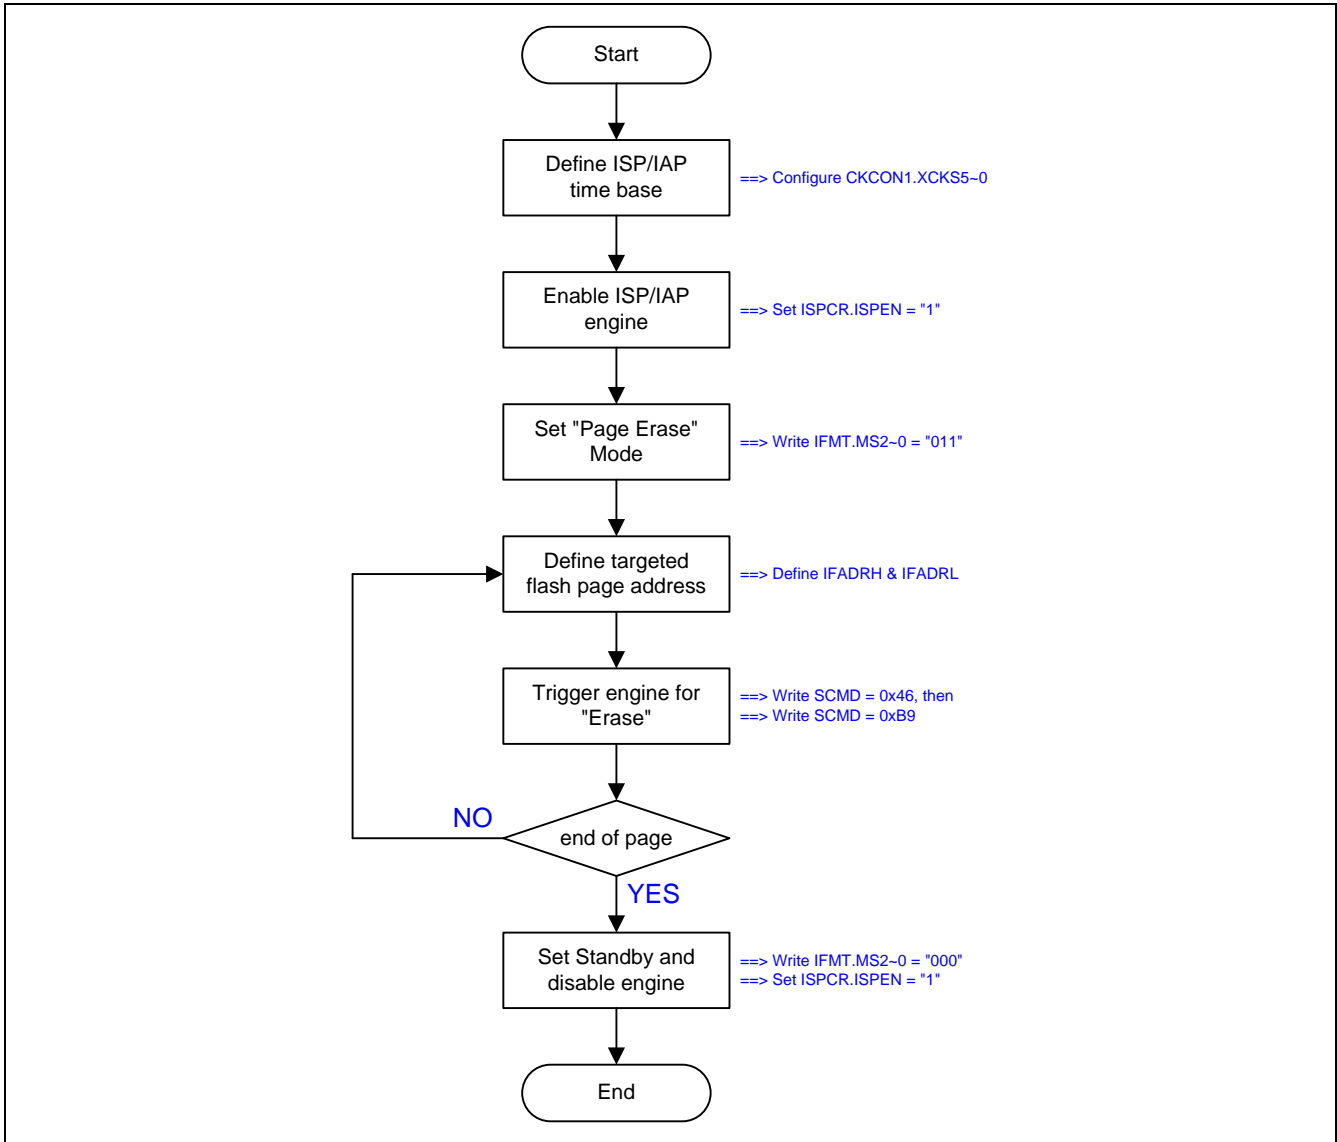 Start
Define ISP/IAP
time base
==> Configure CKCON1.XCKS5~0
Enable ISP/IAP
engine
==> Set ISPCR.ISPEN = "1"
Set "Page Erase"
Mode
==> Write IFMT.MS2~0 = "011"
Define targeted
flash page address
==> Define IFADRH & IFADRL
Trigger engine for
"Erase"
==> Write SCMD = 0x46, then
==> Write SCMD = 0xB9
NO
end of page
YES
Set Standby and
disable engine
==> Write IFMT.MS2~0 = "000"
==> Set ISPCR.ISPEN = "1"
End